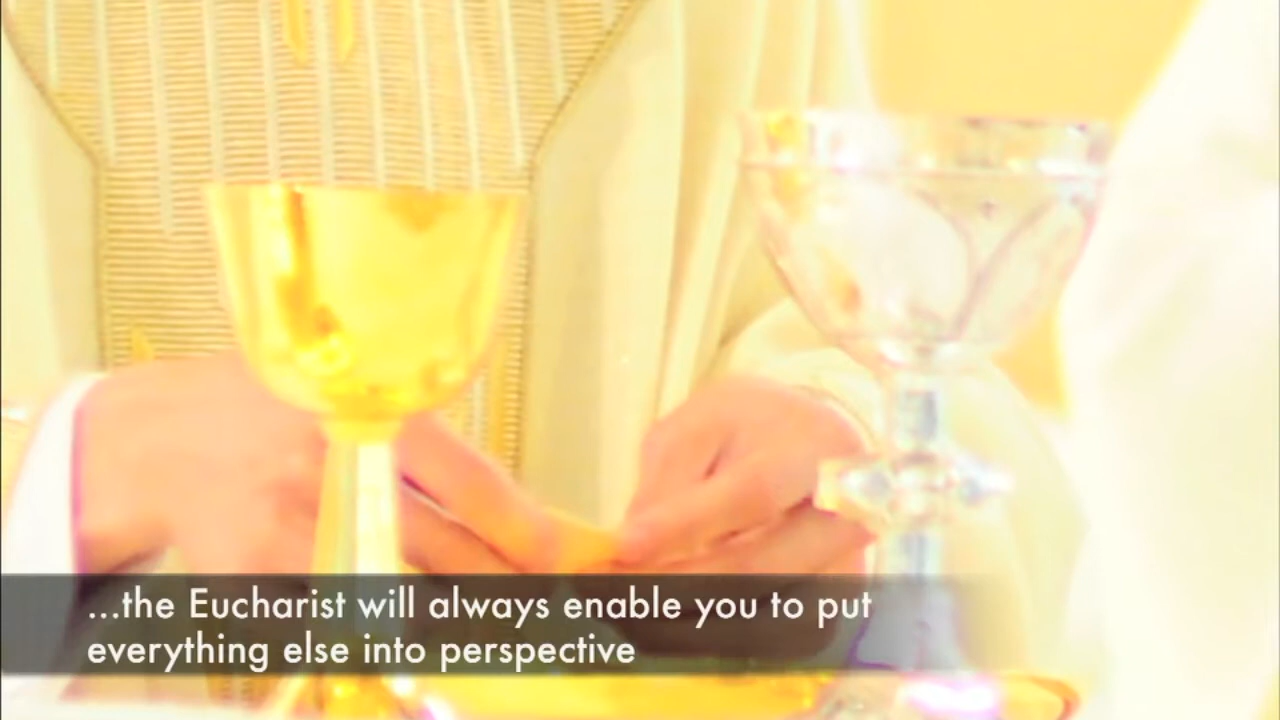 ...the Eucharist will always enable you to put
everything else into perspective